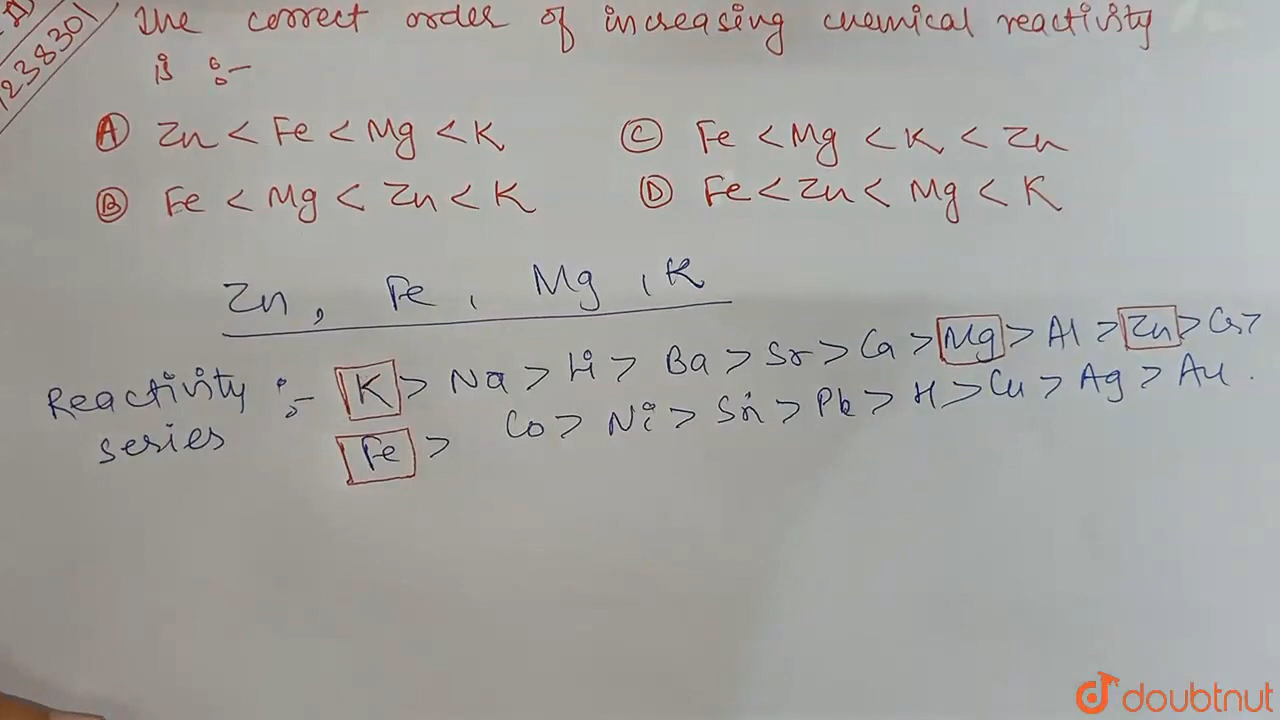 1238301
The correct order of increasing chemical reactivity
is :-
A Zn < Fe < Mg < K
C Fe < Mg < K < Zn
B Fe < Mg < Zn < K
D Fe < Zn < Mg < K
Zn, Fe, Mg, K
Reactivity series :- K > Na > Li > Ba > Sr > Ca > Mg > Al > Zn > Cr >
Fe > Co > Ni > Sn > Pb > H > Cu > Ag > Au.
doubtnut